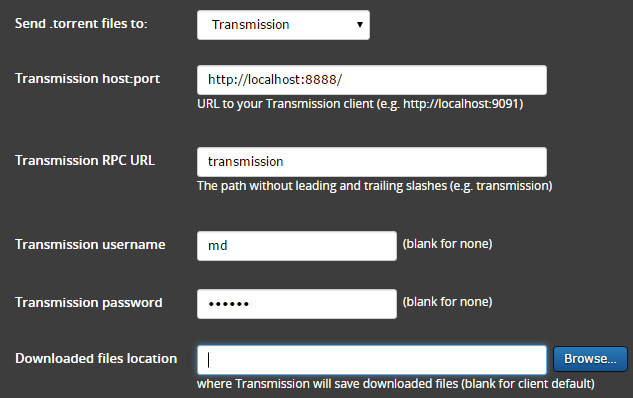 Send .torrent files to: Transmission
Transmission host:port http://localhost:8888/
URL to your Transmission client (e.g. http://localhost:9091)
Transmission RPC URL transmission
The path without leading and trailing slashes (e.g. transmission)
Transmission username md (blank for none)
Transmission password •••••• (blank for none)
Downloaded files location Browse...
where Transmission will save downloaded files (blank for client default)